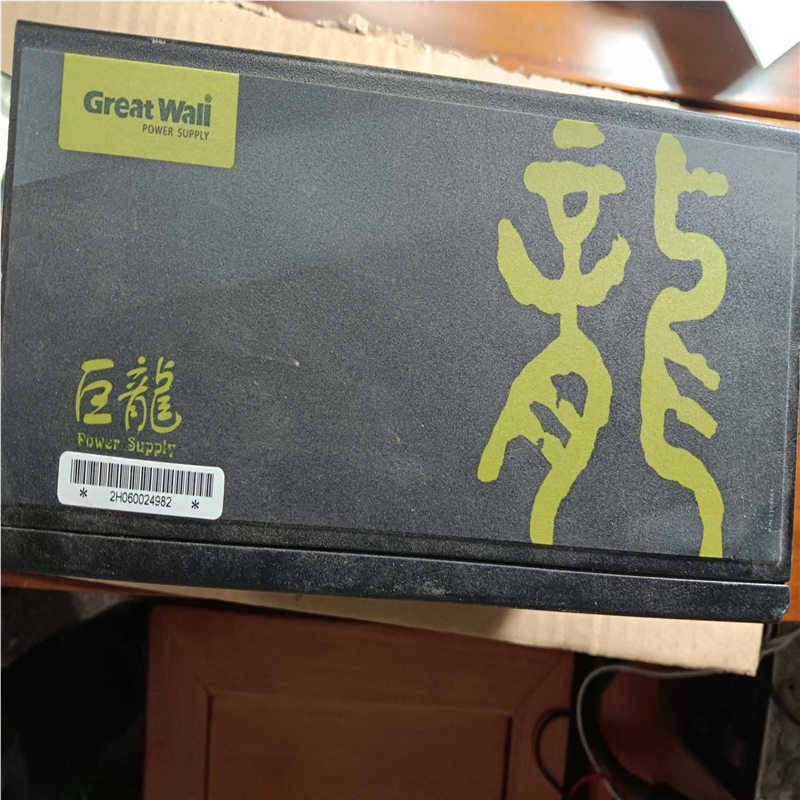 Great Wall®
POWER SUPPLY
龍
巨龍
Power Supply
* 2H060024982 *